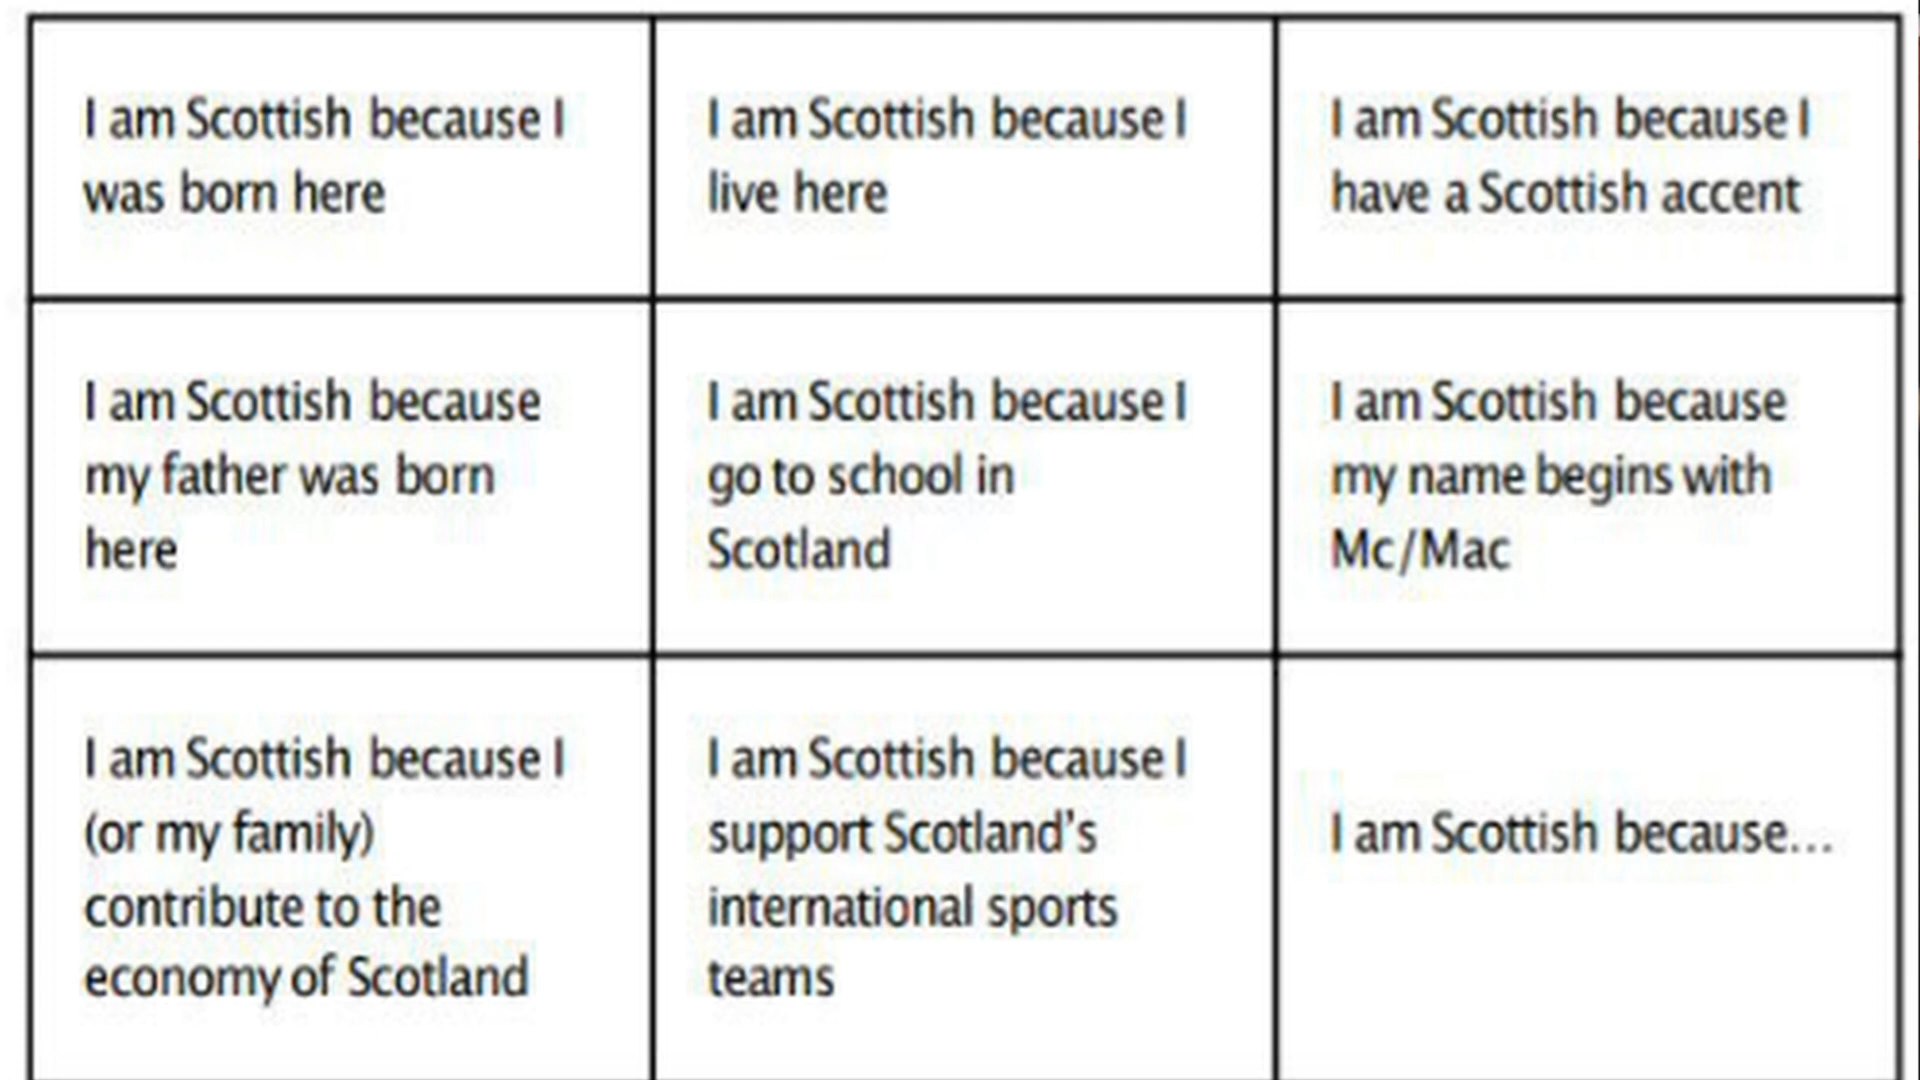 I am Scottish because I
was born here
I am Scottish because I
live here
I am Scottish because I
have a Scottish accent
I am Scottish because
my father was born
here
I am Scottish because I
go to school in
Scotland
I am Scottish because
my name begins with
Mc/Mac
I am Scottish because I
(or my family)
contribute to the
economy of Scotland
I am Scottish because I
support Scotland's
international sports
teams
I am Scottish because...